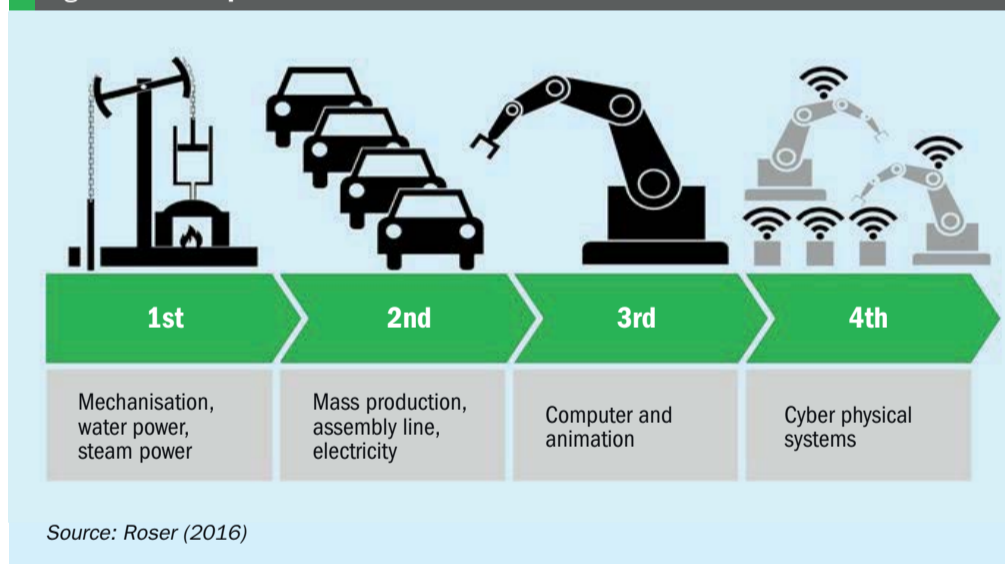 1st
2nd
3rd
4th
Mechanisation,
water power,
steam power
Mass production,
assembly line,
electricity
Computer and
animation
Cyber physical
systems
Source: Roser (2016)